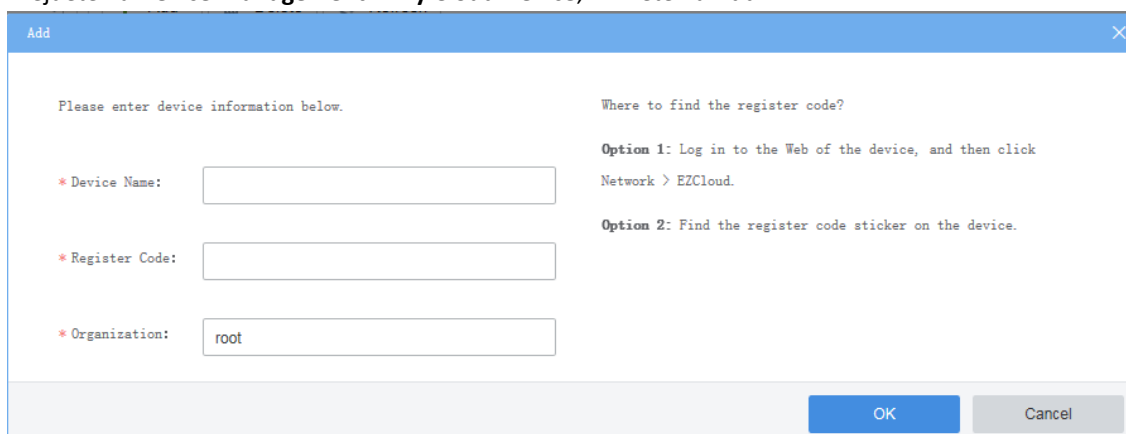 Add
Please enter device information below.
* Device Name:
* Register Code:
* Organization:
root
Where to find the register code?
Option 1: Log in to the Web of the device, and then click
Network > EZCloud.
Option 2: Find the register code sticker on the device.
OK
Cancel